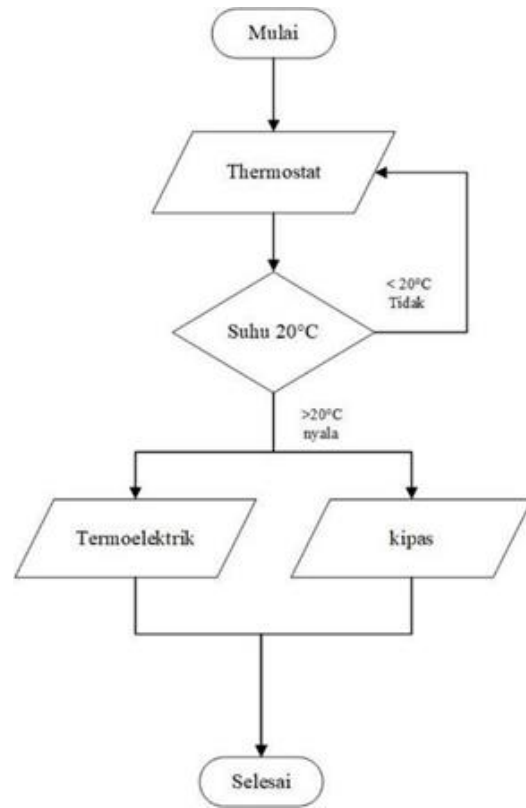 Mulai
Thermostat
< 20°C
Tidak
Suhu 20°C
>20°C
nyala
Termoelektrik
kipas
Selesai